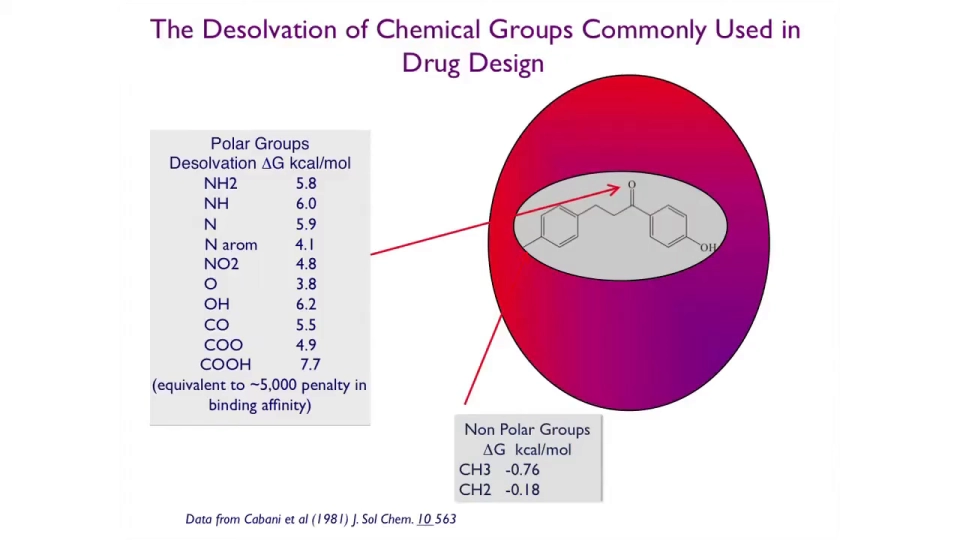 The Desolvation of Chemical Groups Commonly Used in
Drug Design
Polar Groups
Desolvation ΔG kcal/mol
NH2 5.8
NH 6.0
N 5.9
N arom 4.1
NO2 4.8
O 3.8
OH 6.2
CO 5.5
COO 4.9
COOH 7.7
(equivalent to ~5,000 penalty in
binding affinity)
O
OH
Non Polar Groups
ΔG kcal/mol
CH3 -0.76
CH2 -0.18
Data from Cabani et al (1981) J. Sol Chem. 10 563